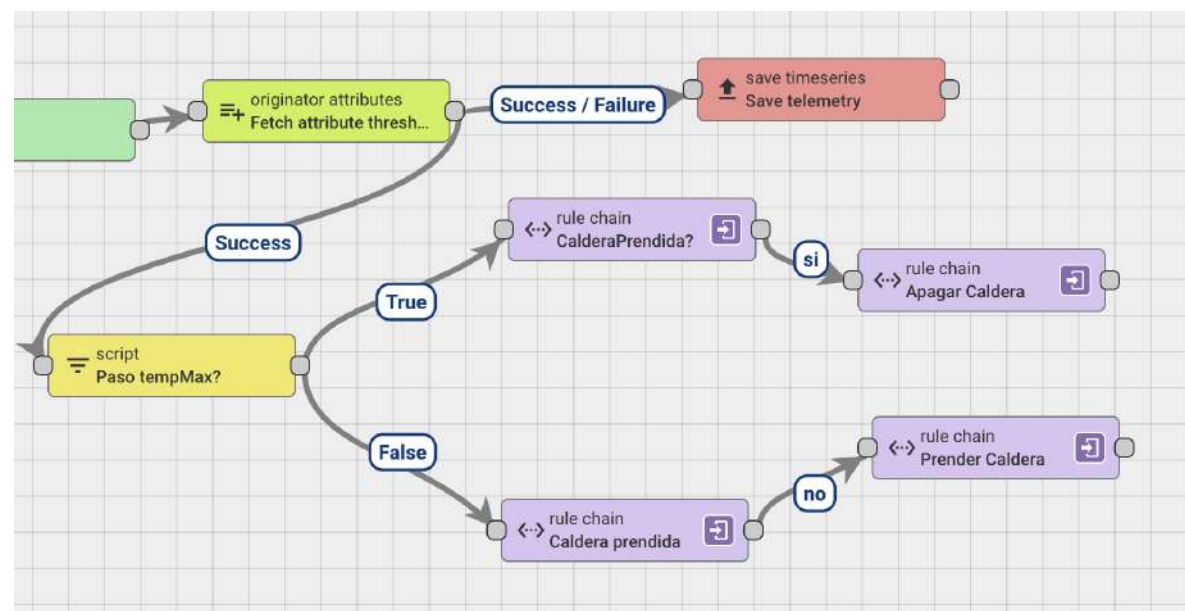 originator attributes
Fetch attribute thresh...
Success / Failure
save timeseries
Save telemetry
Success
rule chain
CalderaPrendida?
si
rule chain
Apagar Caldera
True
script
Paso tempMax?
False
rule chain
Prender Caldera
no
rule chain
Caldera prendida